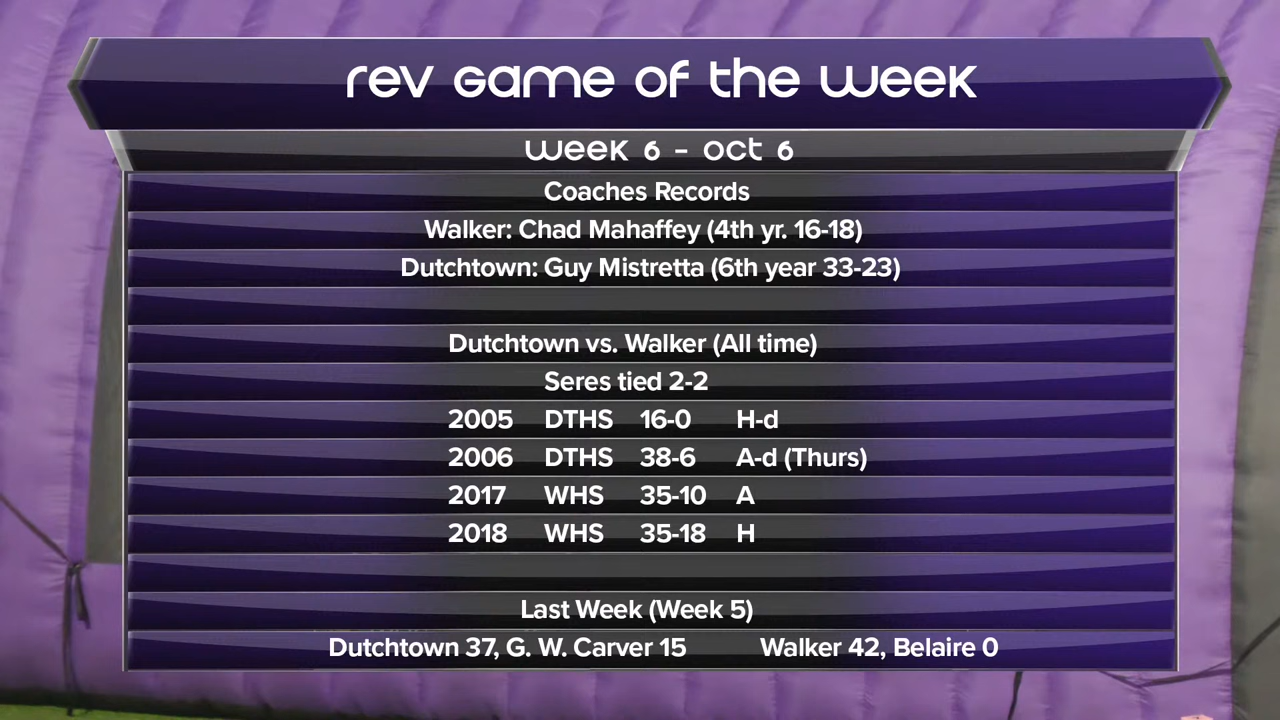 rev game of the week
week 6 - oct 6
Coaches Records
Walker: Chad Mahaffey (4th yr. 16-18)
Dutchtown: Guy Mistretta (6th year 33-23)
Dutchtown vs. Walker (All time)
Seres tied 2-2
2005 DTHS 16-0 H-d
2006 DTHS 38-6 A-d (Thurs)
2017 WHS 35-10 A
2018 WHS 35-18 H
Last Week (Week 5)
Dutchtown 37, G. W. Carver 15 Walker 42, Belaire 0